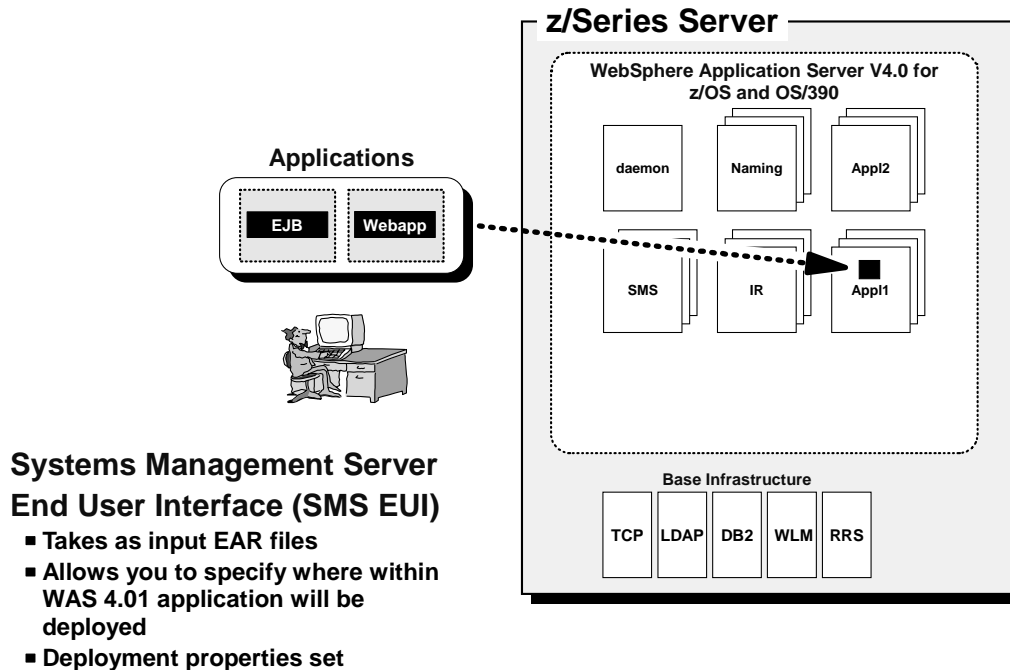 z/Series Server
WebSphere Application Server V4.0 for
z/OS and OS/390
daemon
Naming
Appl2
Applications
EJB
Webapp
SMS
IR
Appl1
Systems Management Server
End User Interface (SMS EUI)
■ Takes as input EAR files
■ Allows you to specify where within
WAS 4.01 application will be
deployed
■ Deployment properties set
Base Infrastructure
TCP
LDAP
DB2
WLM
RRS